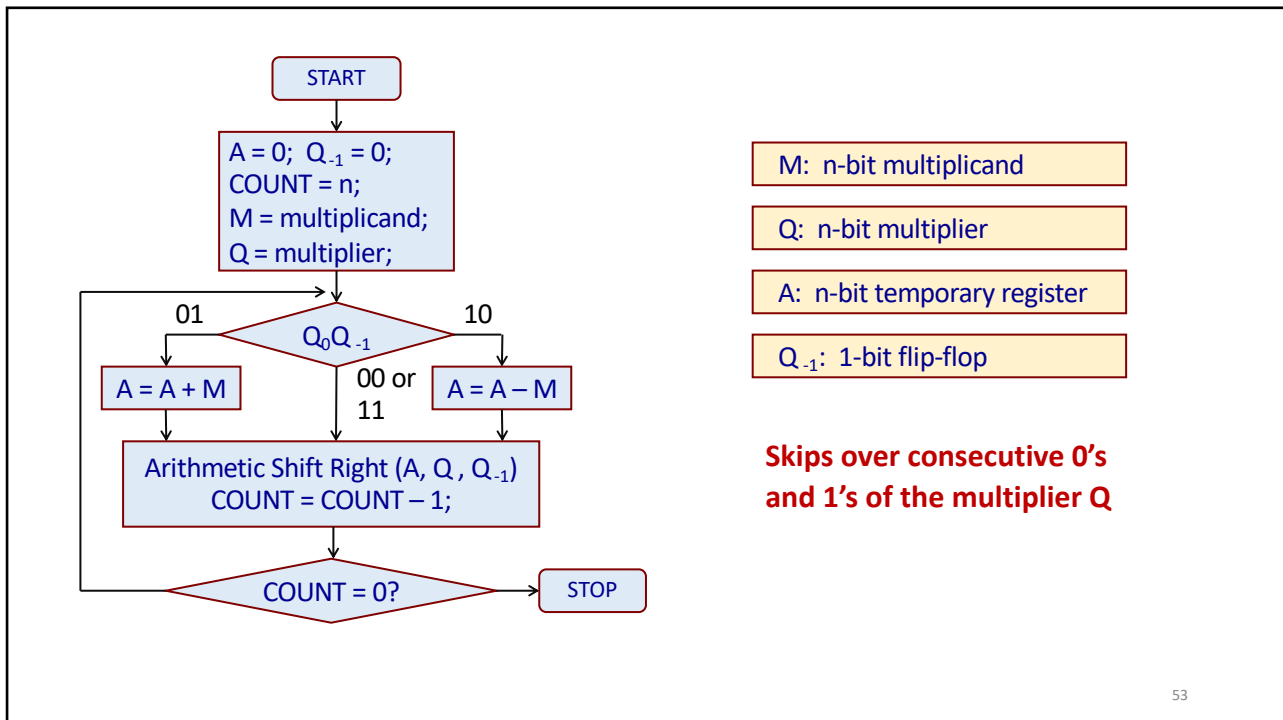 START
A = 0; Q-1 = 0;
COUNT = n;
M = multiplicand;
Q = multiplier;
01
10
Q0Q-1
A = A + M
00 or
11
A = A – M
Arithmetic Shift Right (A, Q , Q-1)
COUNT = COUNT – 1;
COUNT = 0?
STOP
M: n-bit multiplicand
Q: n-bit multiplier
A: n-bit temporary register
Q-1: 1-bit flip-flop
Skips over consecutive 0’s
and 1’s of the multiplier Q
53